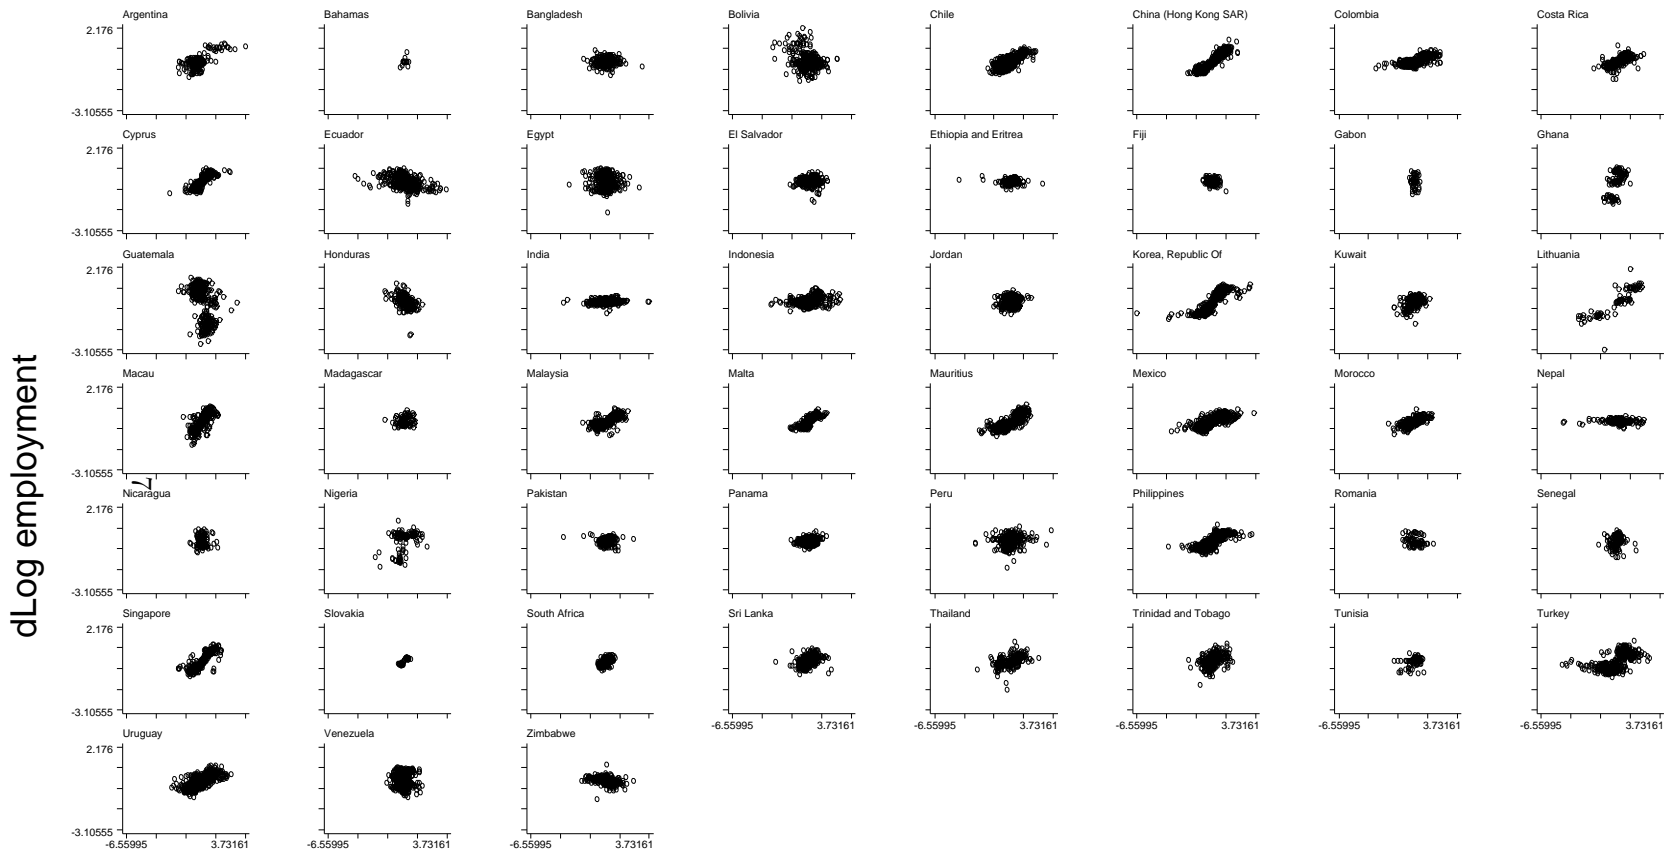 Argentina Bahamas Bangladesh Bolivia Chile China (Hong Kong SAR) Colombia Costa Rica
2.176
-3.10555
Cyprus Ecuador Egypt El Salvador Ethiopia and Eritrea Fiji Gabon Ghana
2.176
-3.10555
Guatemala Honduras India Indonesia Jordan Korea, Republic Of Kuwait Lithuania
2.176
-3.10555
Macau Madagascar Malaysia Malta Mauritius Mexico Morocco Nepal
2.176
-3.10555
7
Nicaragua Nigeria Pakistan Panama Peru Philippines Romania Senegal
2.176
-3.10555
Singapore Slovakia South Africa Sri Lanka Thailand Trinidad and Tobago Tunisia Turkey
2.176
-3.10555
-6.55995 3.73161 -6.55995 3.73161 -6.55995 3.73161 -6.55995 3.73161 -6.55995 3.73161
Uruguay Venezuela Zimbabwe
2.176
-3.10555
-6.55995 3.73161 -6.55995 3.73161 -6.55995 3.73161
dLog employment